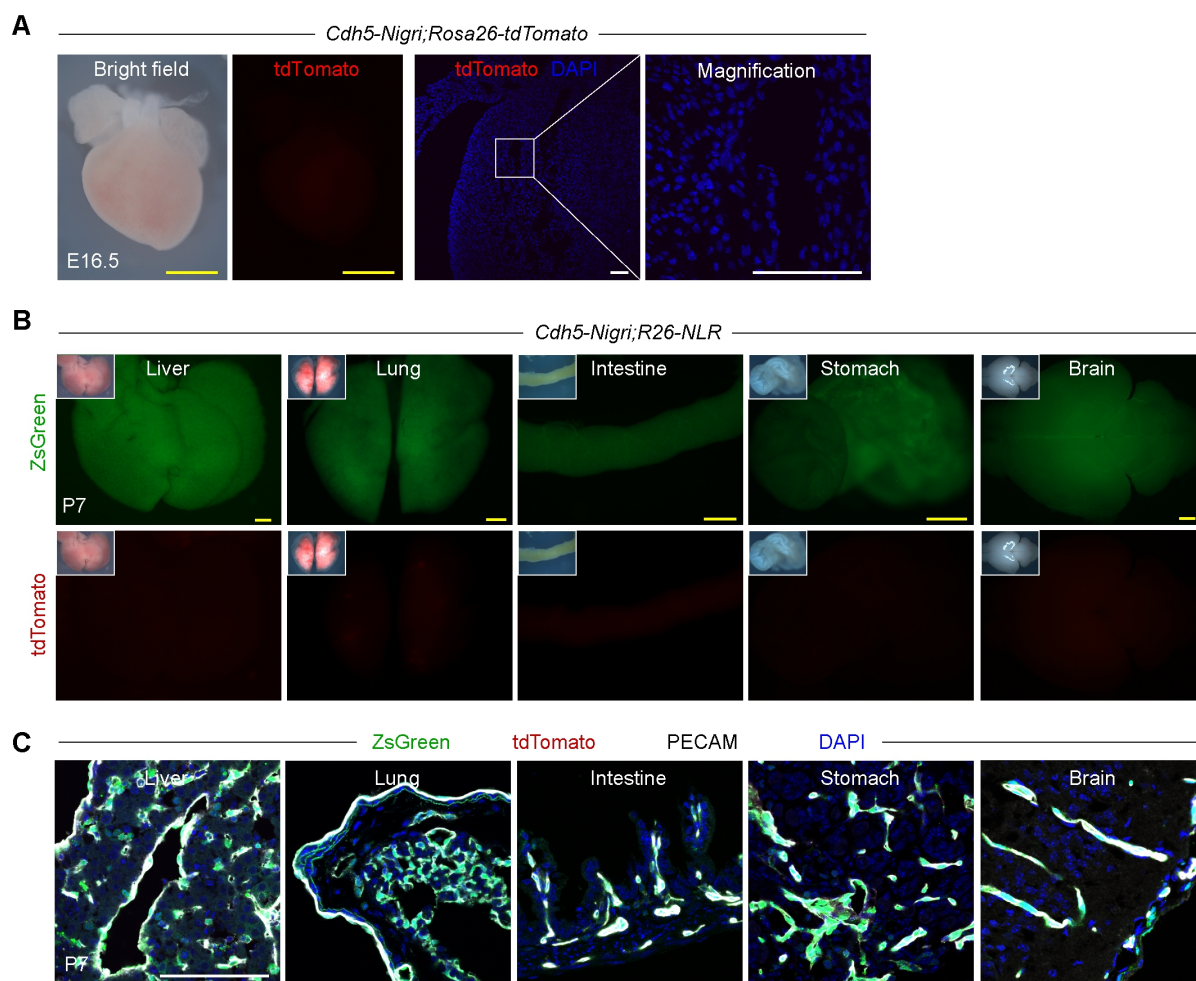 A
Cdh5-Nigri;Rosa26-tdTomato
Bright field
tdTomato
tdTomato DAPI
Magnification
E16.5
B
Cdh5-Nigri;R26-NLR
ZsGreen
Liver
Lung
Intestine
Stomach
Brain
P7
tdTomato
C
ZsGreen tdTomato PECAM DAPI
Liver
Lung
Intestine
Stomach
Brain
P7